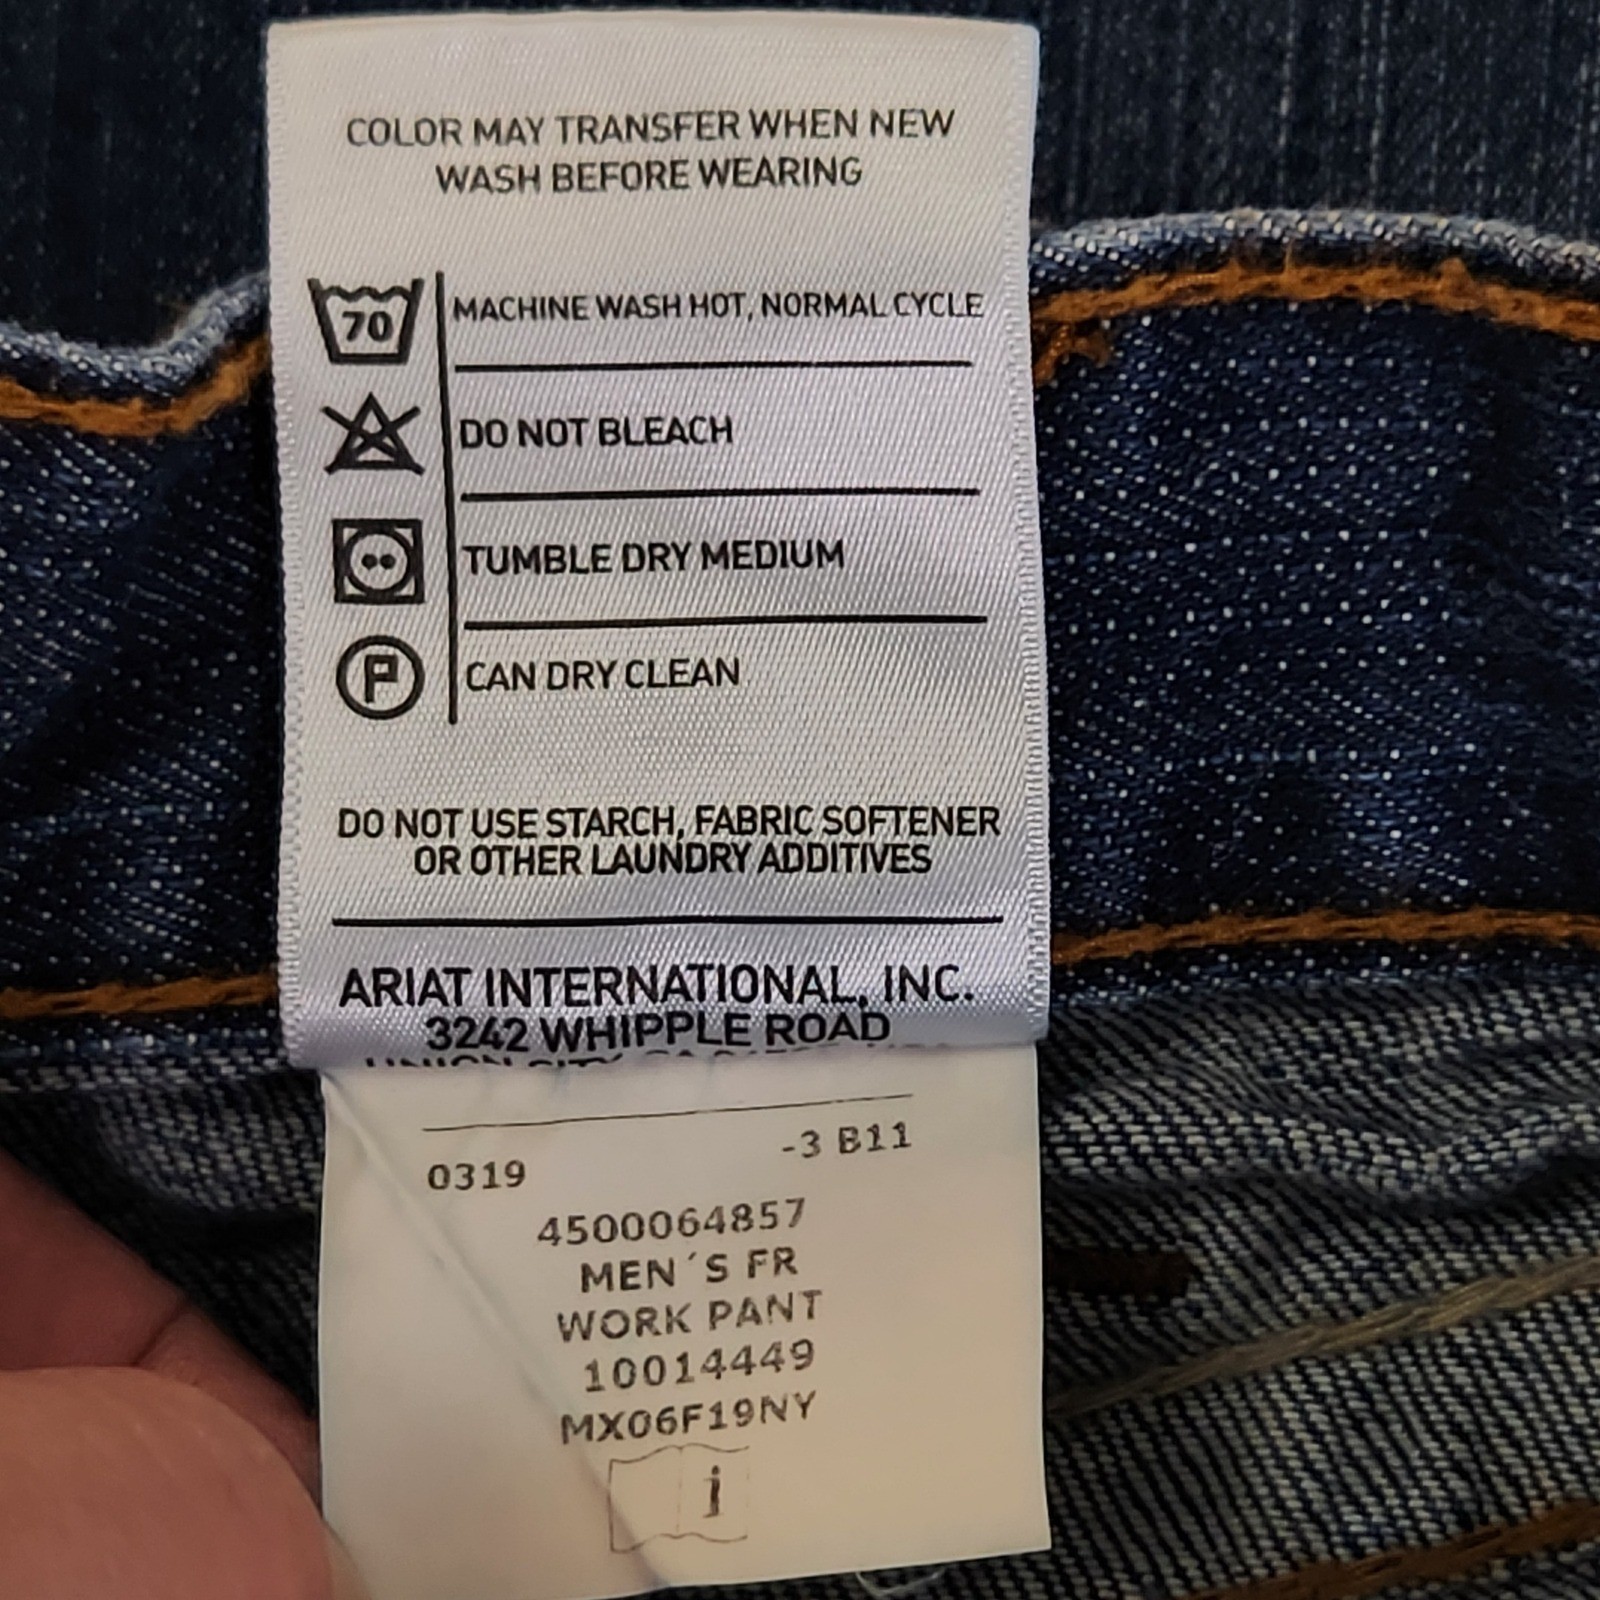 COLOR MAY TRANSFER WHEN NEW
WASH BEFORE WEARING
70
MACHINE WASH HOT, NORMAL CYCLE
DO NOT BLEACH
TUMBLE DRY MEDIUM
P
CAN DRY CLEAN
DO NOT USE STARCH, FABRIC SOFTENER
OR OTHER LAUNDRY ADDITIVES
ARIAT INTERNATIONAL, INC.
3242 WHIPPLE ROAD
UNION CITY
-3 B11
0319
4500064857
MEN´S FR
WORK PANT
10014449
MX06F19NY
i